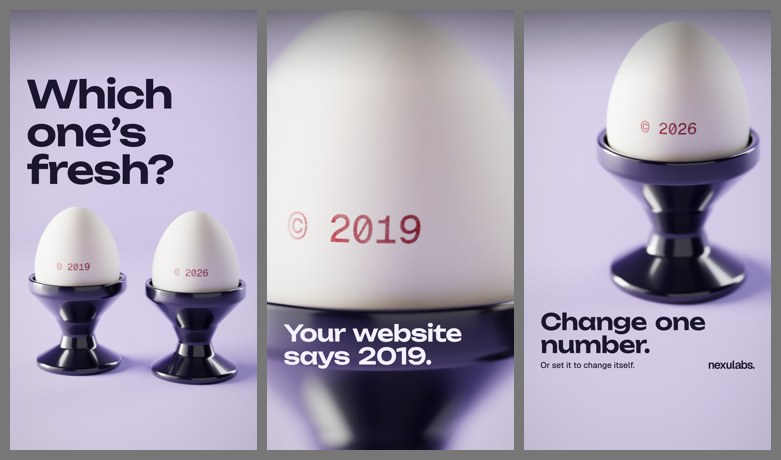 Which
one's
fresh?
© 2019
© 2026
© 2019
Your website
says 2019.
© 2026
Change one
number.
Or set it to change itself.
nexulabs.